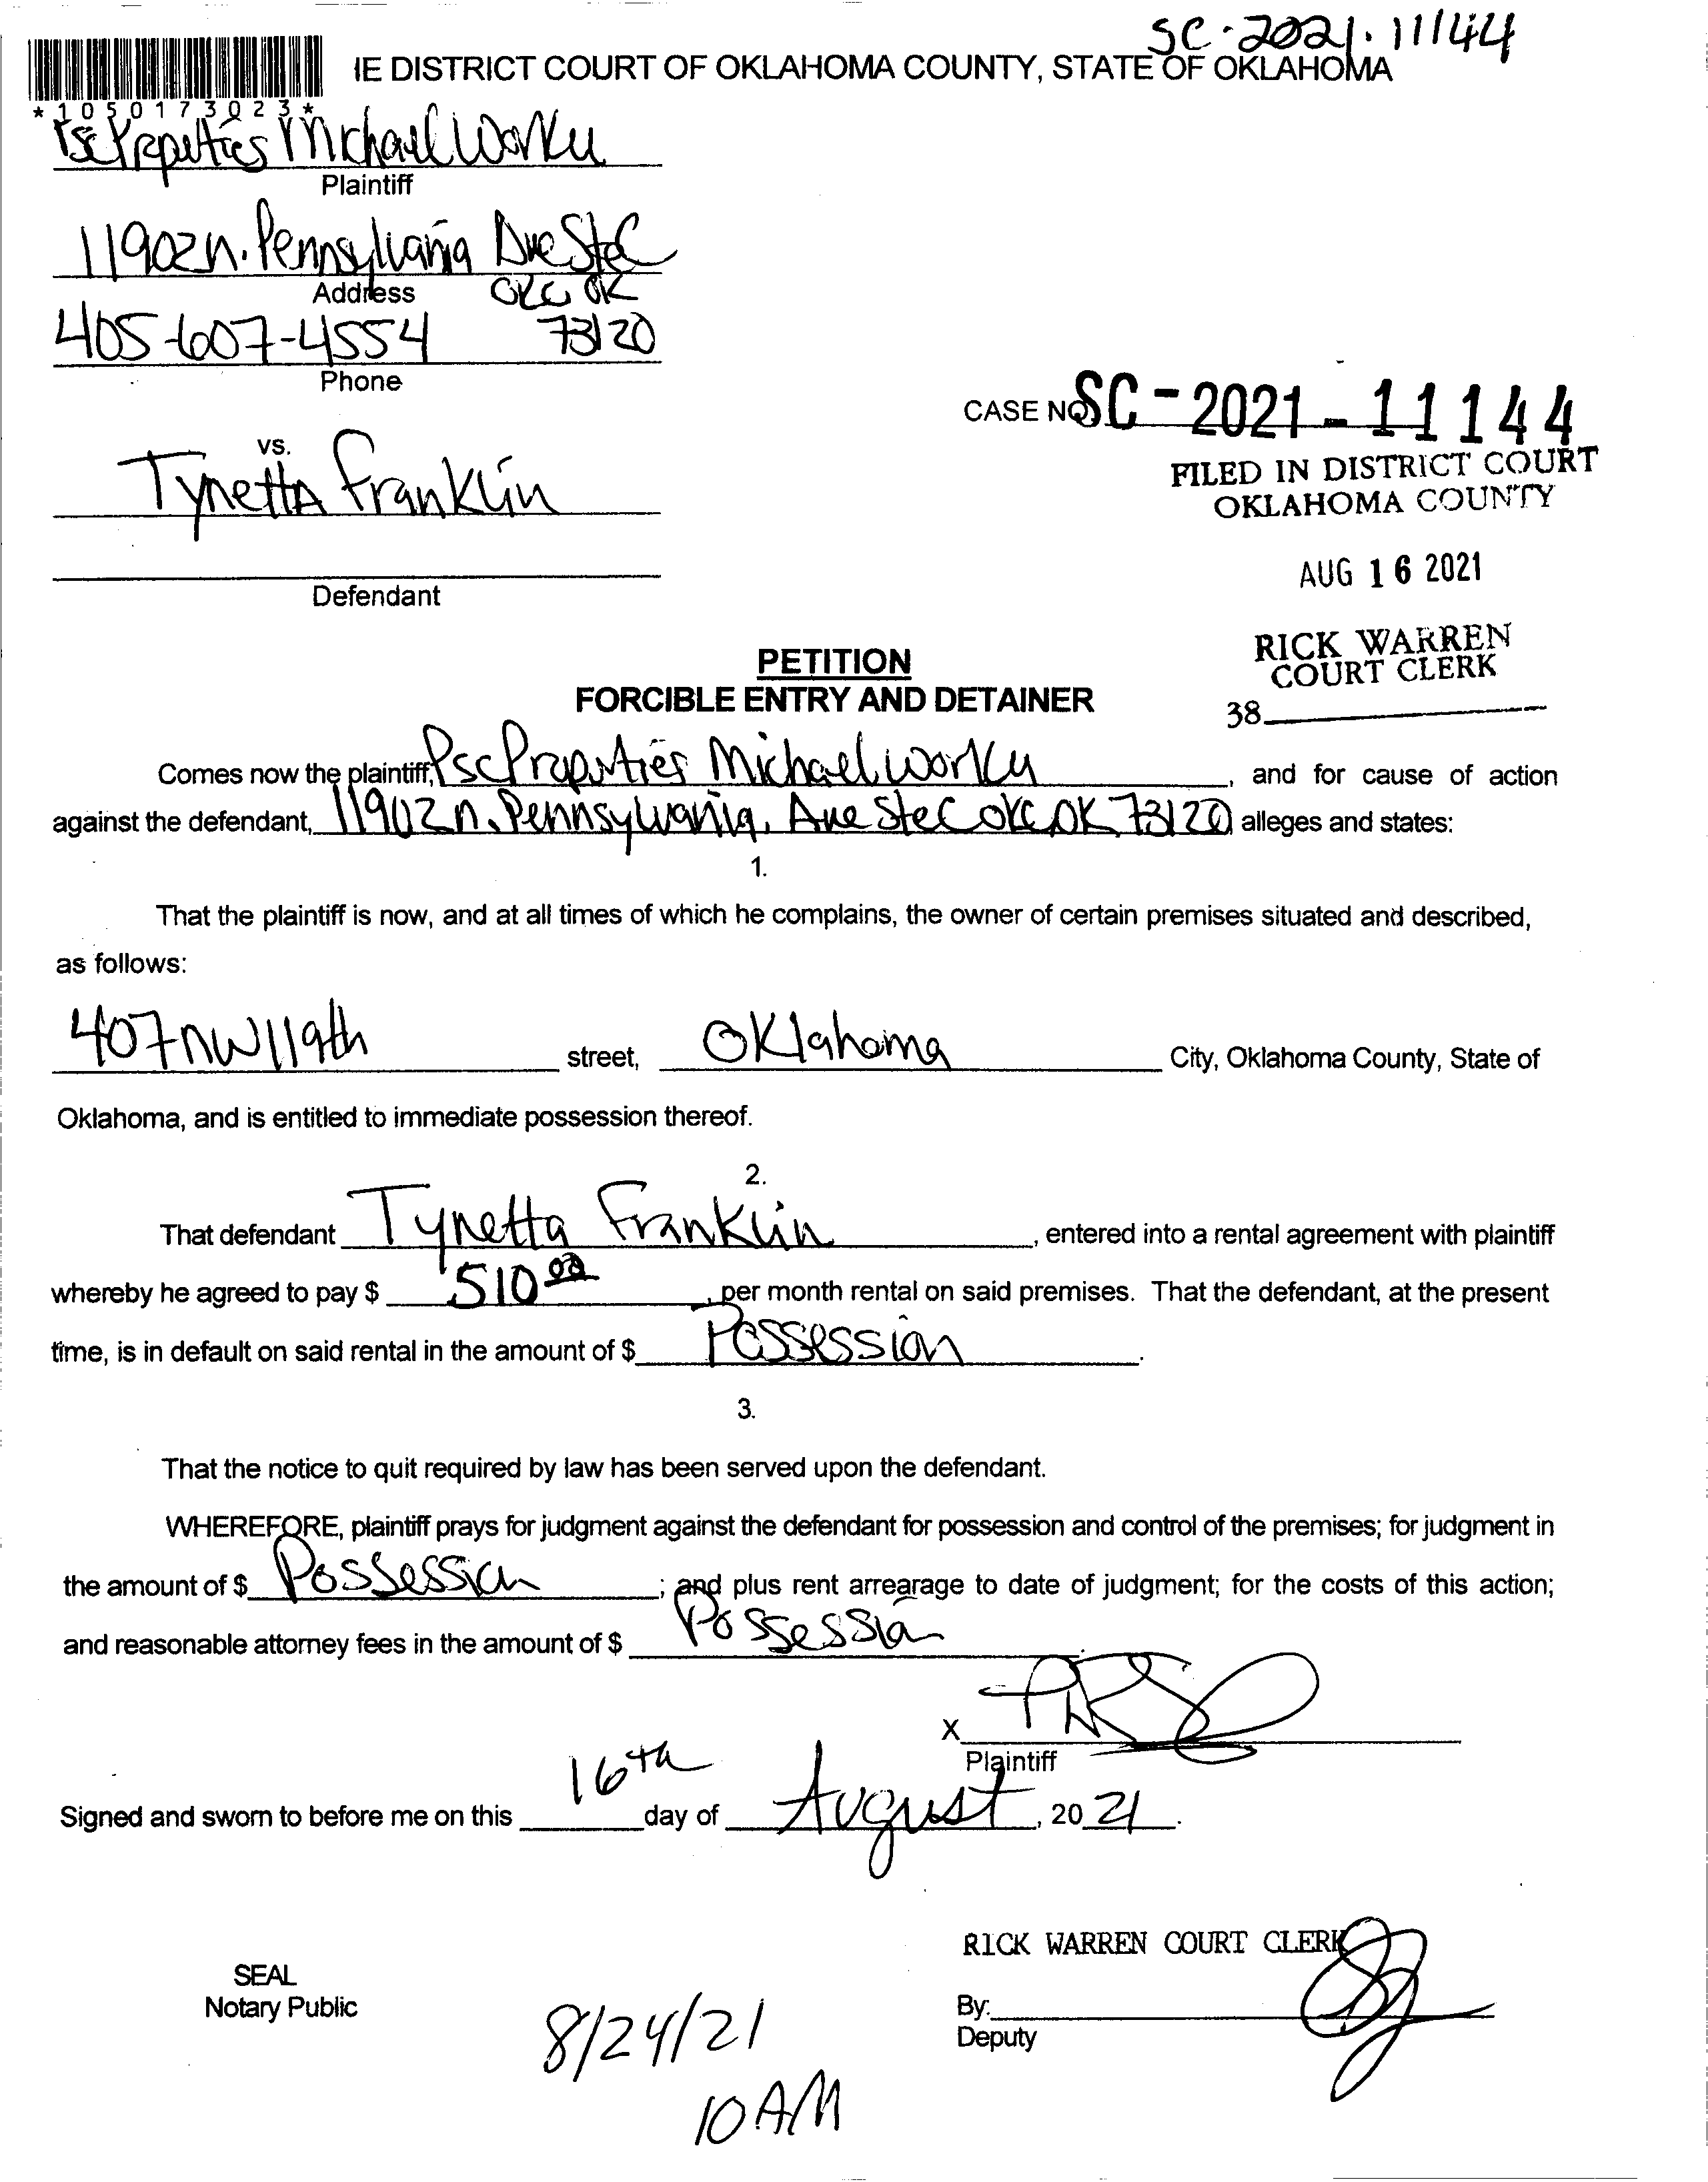 SC-2021-11144
IE DISTRICT COURT OF OKLAHOMA COUNTY, STATE OF OKLAHOMA
*1050173023*
PSC Properties Michael Worku
Plaintiff
11902 n. Pennsylvania Ave Ste C
Address OKC OK
405-607-4554 73120
Phone
CASE NO. SC-2021-11144
FILED IN DISTRICT COURT
OKLAHOMA COUNTY
vs.
Tynetta Franklin
AUG 16 2021
Defendant
RICK WARREN
COURT CLERK
38
PETITION
FORCIBLE ENTRY AND DETAINER
Comes now the plaintiff, PSC Properties Michael Worku, and for cause of action
against the defendant, 11902 n. Pennsylvania, Ave Ste C OKC OK 73120 alleges and states:
1.
That the plaintiff is now, and at all times of which he complains, the owner of certain premises situated and described,
as follows:
407 NW 119th street, Oklahoma City, Oklahoma County, State of
Oklahoma, and is entitled to immediate possession thereof.
2.
That defendant Tynetta Franklin, entered into a rental agreement with plaintiff
whereby he agreed to pay $ 510 00, per month rental on said premises. That the defendant, at the present
time, is in default on said rental in the amount of $ Possession.
3.
That the notice to quit required by law has been served upon the defendant.
WHEREFORE, plaintiff prays for judgment against the defendant for possession and control of the premises; for judgment in
the amount of $ Possession; and plus rent arrearage to date of judgment; for the costs of this action;
and reasonable attorney fees in the amount of $ Possession
X
Plaintiff
Signed and sworn to before me on this 16th day of August, 2021.
RICK WARREN COURT CLERK
SEAL
Notary Public
By:
Deputy
8/24/21
10 AM